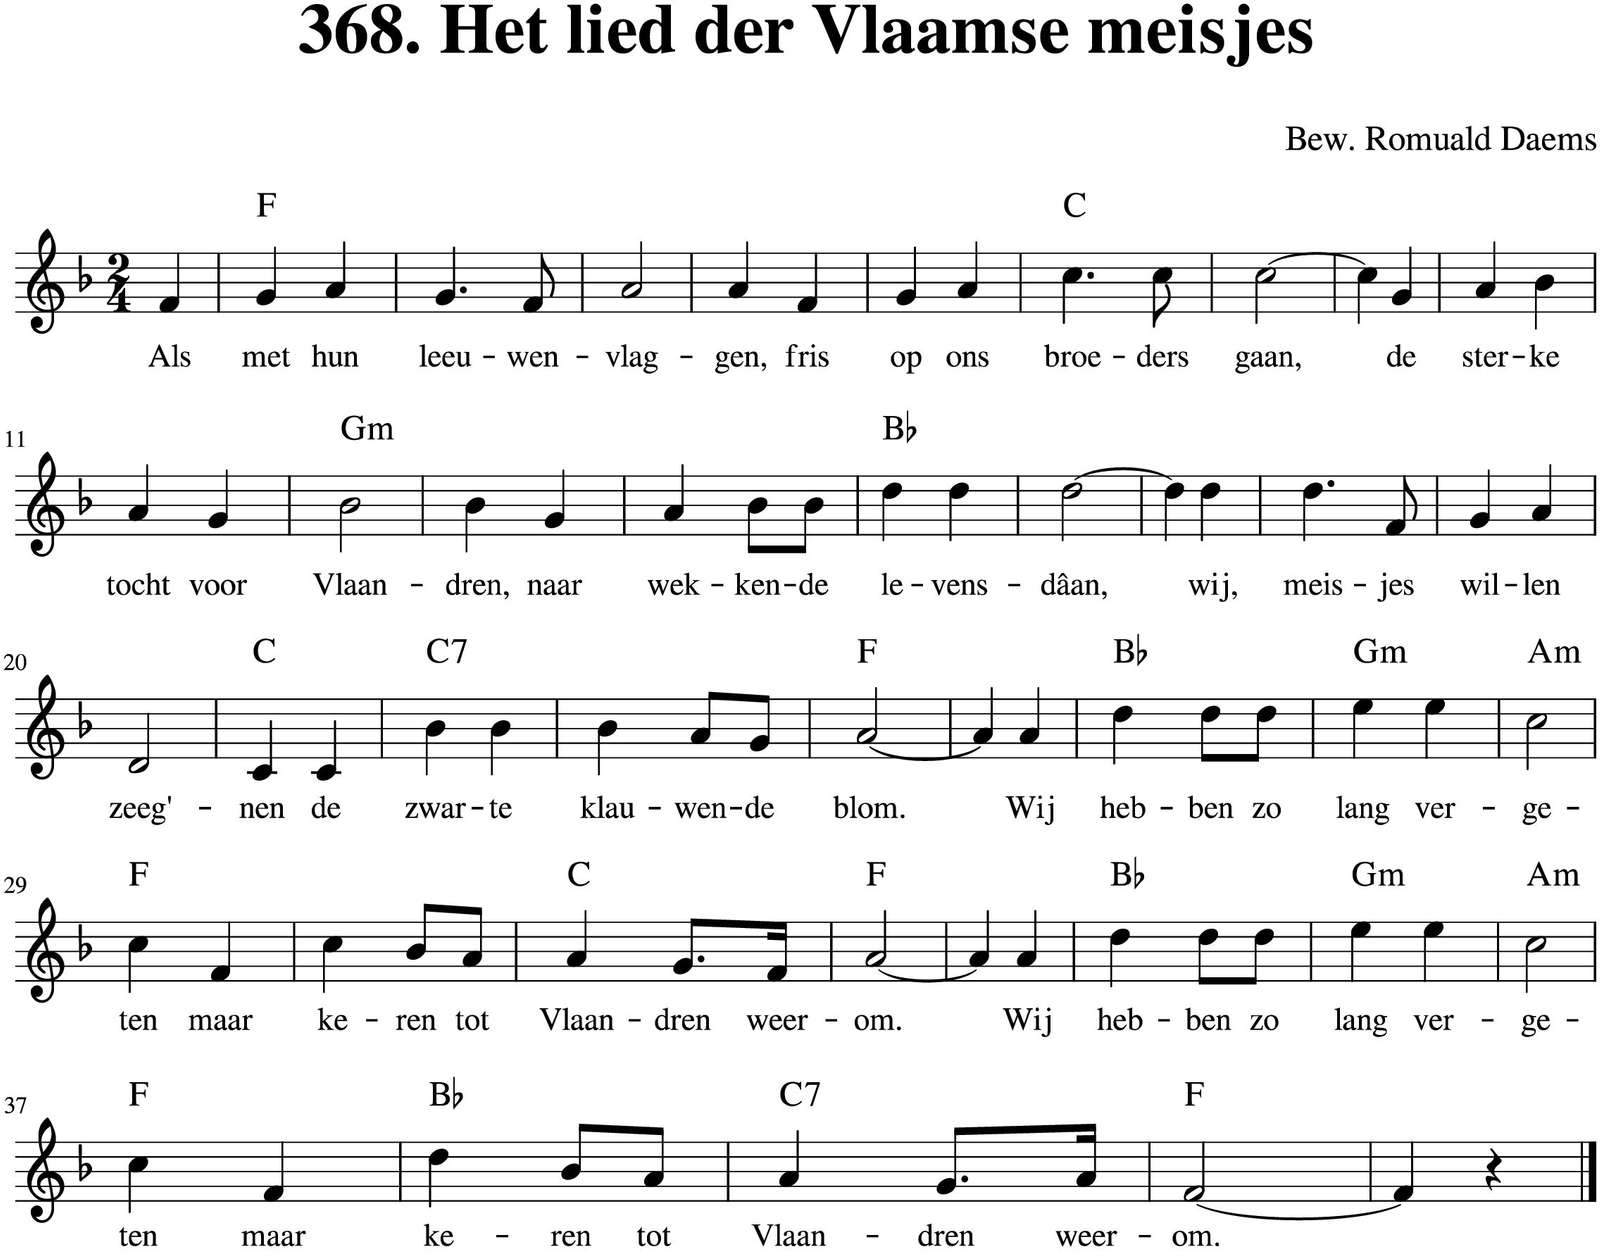 368. Het lied der Vlaamse meisjes
Bew. Romuald Daems
F C
2
4
Als met hun leeu - wen - vlag - gen, fris op ons broe - ders gaan, de ster - ke
11
Gm B♭
tocht voor Vlaan - dren, naar wek - ken - de le - vens - dâan, wij, meis - jes wil - len
20
C C7 F B♭ Gm Am
zeeg' - nen de zwar - te klau - wen - de blom. Wij heb - ben zo lang ver - ge -
29
F C F B♭ Gm Am
ten maar ke - ren tot Vlaan - dren weer - om. Wij heb - ben zo lang ver - ge -
37
F B♭ C7 F
ten maar ke - ren tot Vlaan - dren weer - om.